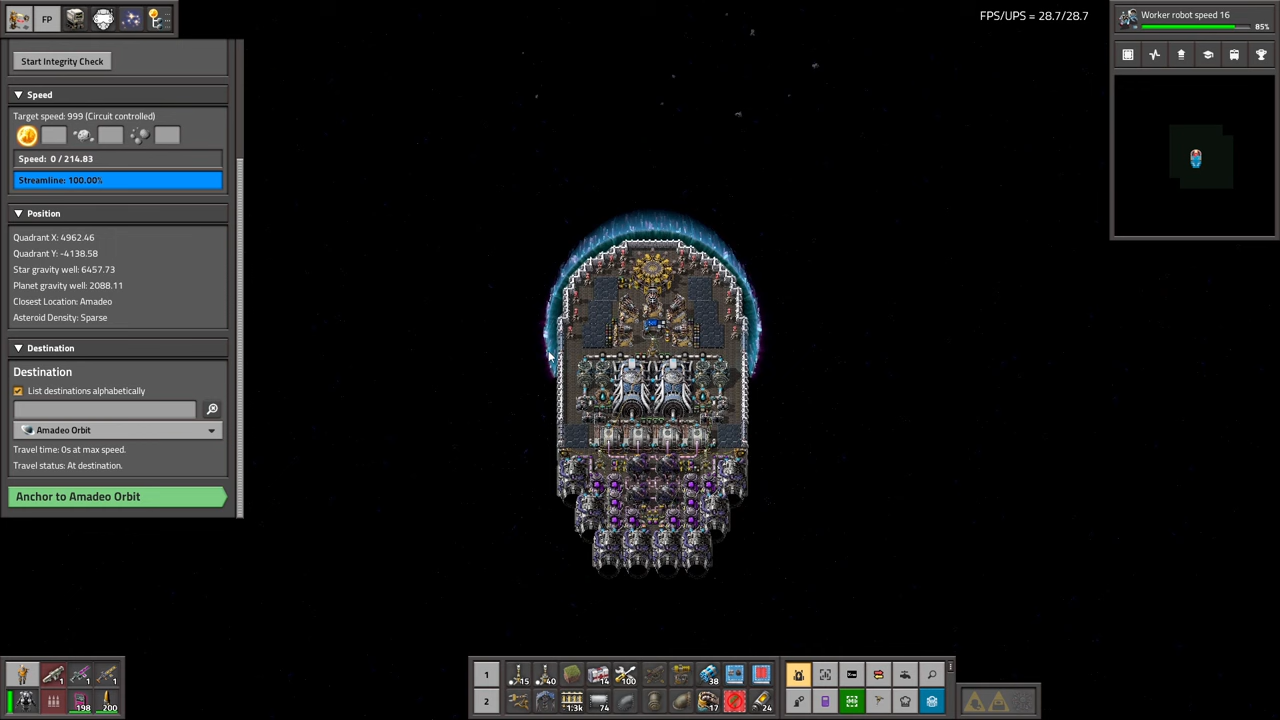 FP
FPS/UPS = 28.7/28.7
Worker robot speed 16
85%
Start Integrity Check
Speed
Target speed: 999 (Circuit controlled)
Speed: 0 / 214.83
Streamline: 100.00%
Position
Quadrant X: 4962.46
Quadrant Y: -4138.58
Star gravity well: 6457.73
Planet gravity well: 2088.11
Closest Location: Amadeo
Asteroid Density: Sparse
Destination
Destination
List destinations alphabetically
Amadeo Orbit
Travel time: 0s at max speed.
Travel status: At destination.
Anchor to Amadeo Orbit
1 1 1
198 200
1 15 40 14 100 38
2 1.3k 74 17 24